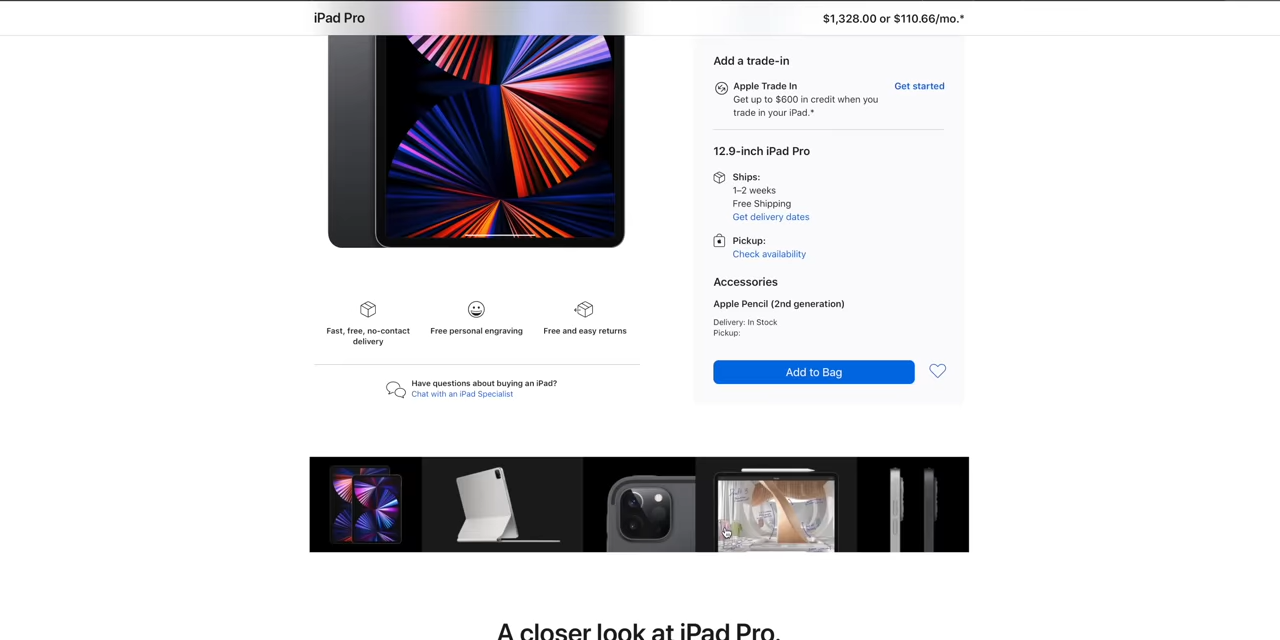 iPad Pro
$1,328.00 or $110.66/mo.*
Add a trade-in
Apple Trade In
Get started
Get up to $600 in credit when you
trade in your iPad.*
12.9-inch iPad Pro
Ships:
1–2 weeks
Free Shipping
Get delivery dates
Pickup:
Check availability
Accessories
Apple Pencil (2nd generation)
Delivery: In Stock
Pickup:
Add to Bag
Fast, free, no-contact
delivery
Free personal engraving
Free and easy returns
Have questions about buying an iPad?
Chat with an iPad Specialist
A closer look at iPad Pro.